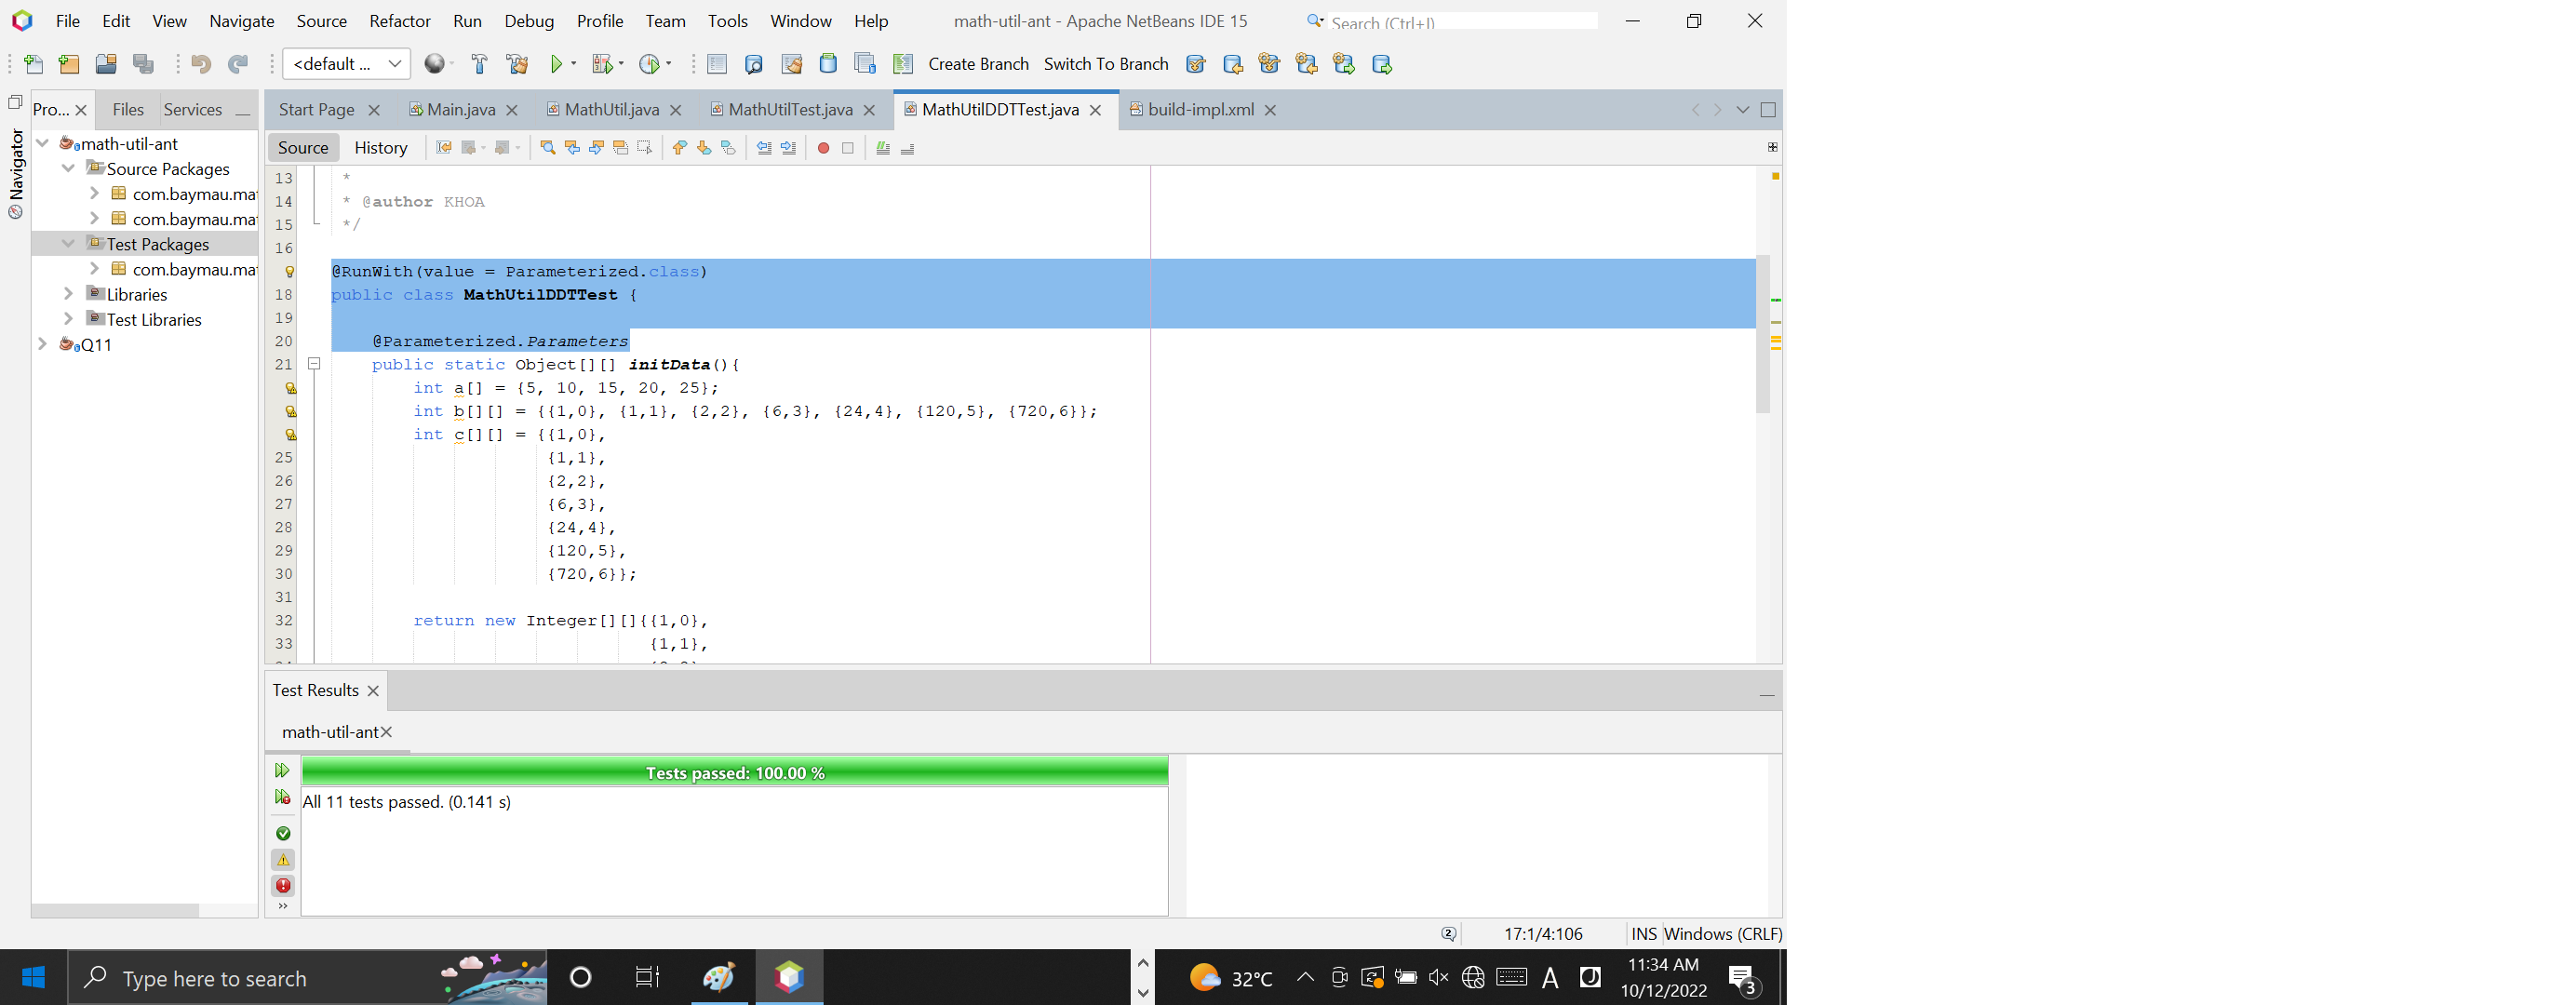 File Edit View Navigate Source Refactor Run Debug Profile Team Tools Window Help math-util-ant - Apache NetBeans IDE 15 Search (Ctrl+I)
<default ... Create Branch Switch To Branch
Pro... Files Services
Start Page Main.java MathUtil.java MathUtilTest.java MathUtilDDTTest.java build-impl.xml
Navigator
Source History
math-util-ant
Source Packages
com.baymau.ma
com.baymau.ma
Test Packages
com.baymau.ma
Libraries
Test Libraries
Q11
13 *
14 * @author KHOA
15 */
16
@RunWith(value = Parameterized.class)
18 public class MathUtilDDTTest {
19
20 @Parameterized.Parameters
21 public static Object[][] initData(){
int a[] = {5, 10, 15, 20, 25};
int b[][] = {{1,0}, {1,1}, {2,2}, {6,3}, {24,4}, {120,5}, {720,6}};
int c[][] = {{1,0},
25 {1,1},
26 {2,2},
27 {6,3},
28 {24,4},
29 {120,5},
30 {720,6}};
31
32 return new Integer[][]{{1,0},
33 {1,1},
Test Results
math-util-ant
Tests passed: 100.00 %
All 11 tests passed. (0.141 s)
2 17:1/4:106 INS Windows (CRLF)
Type here to search 32°C A 11:34 AM
10/12/2022 3